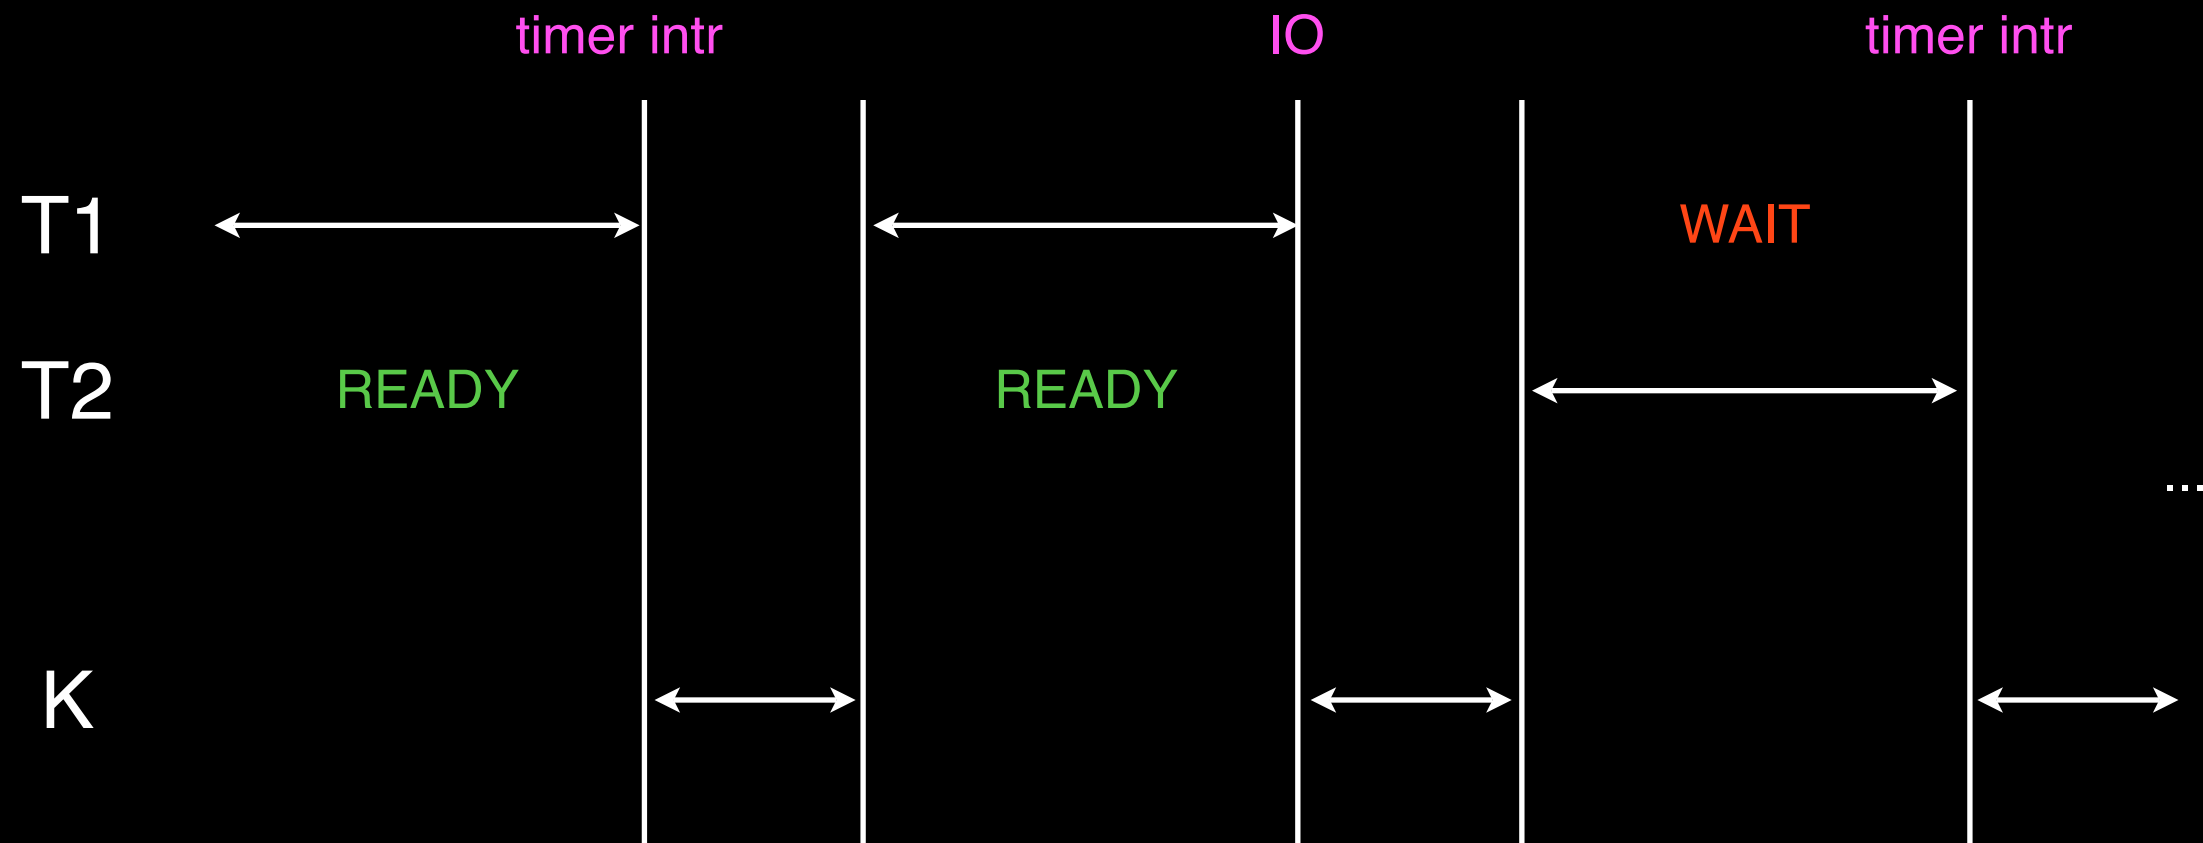 timer intr IO timer intr
T1 WAIT
T2 READY READY
...
K